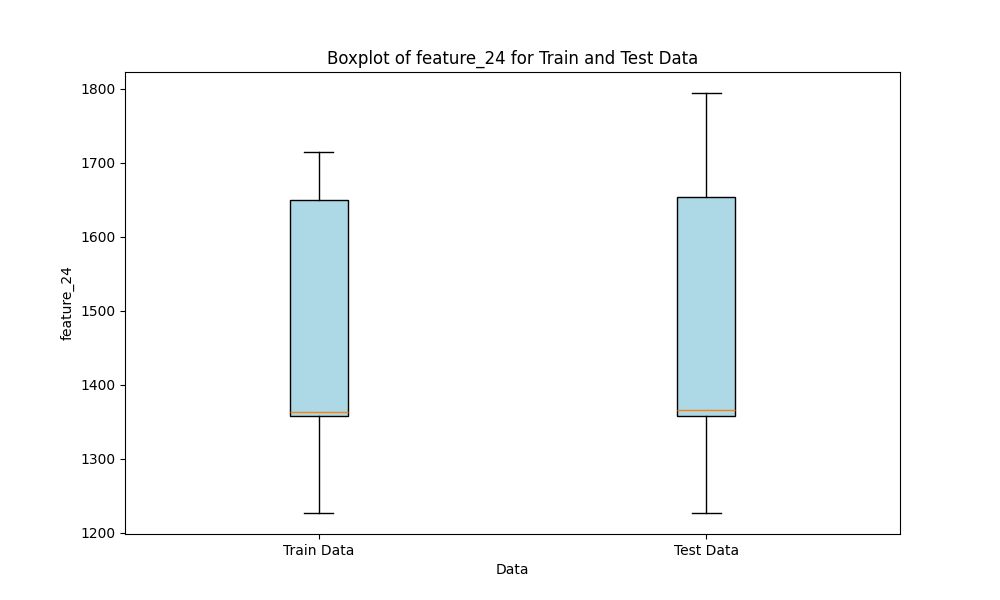 Boxplot of feature_24 for Train and Test Data
1800
1700
1600
1500
1400
1300
1200
feature_24
Train Data
Test Data
Data